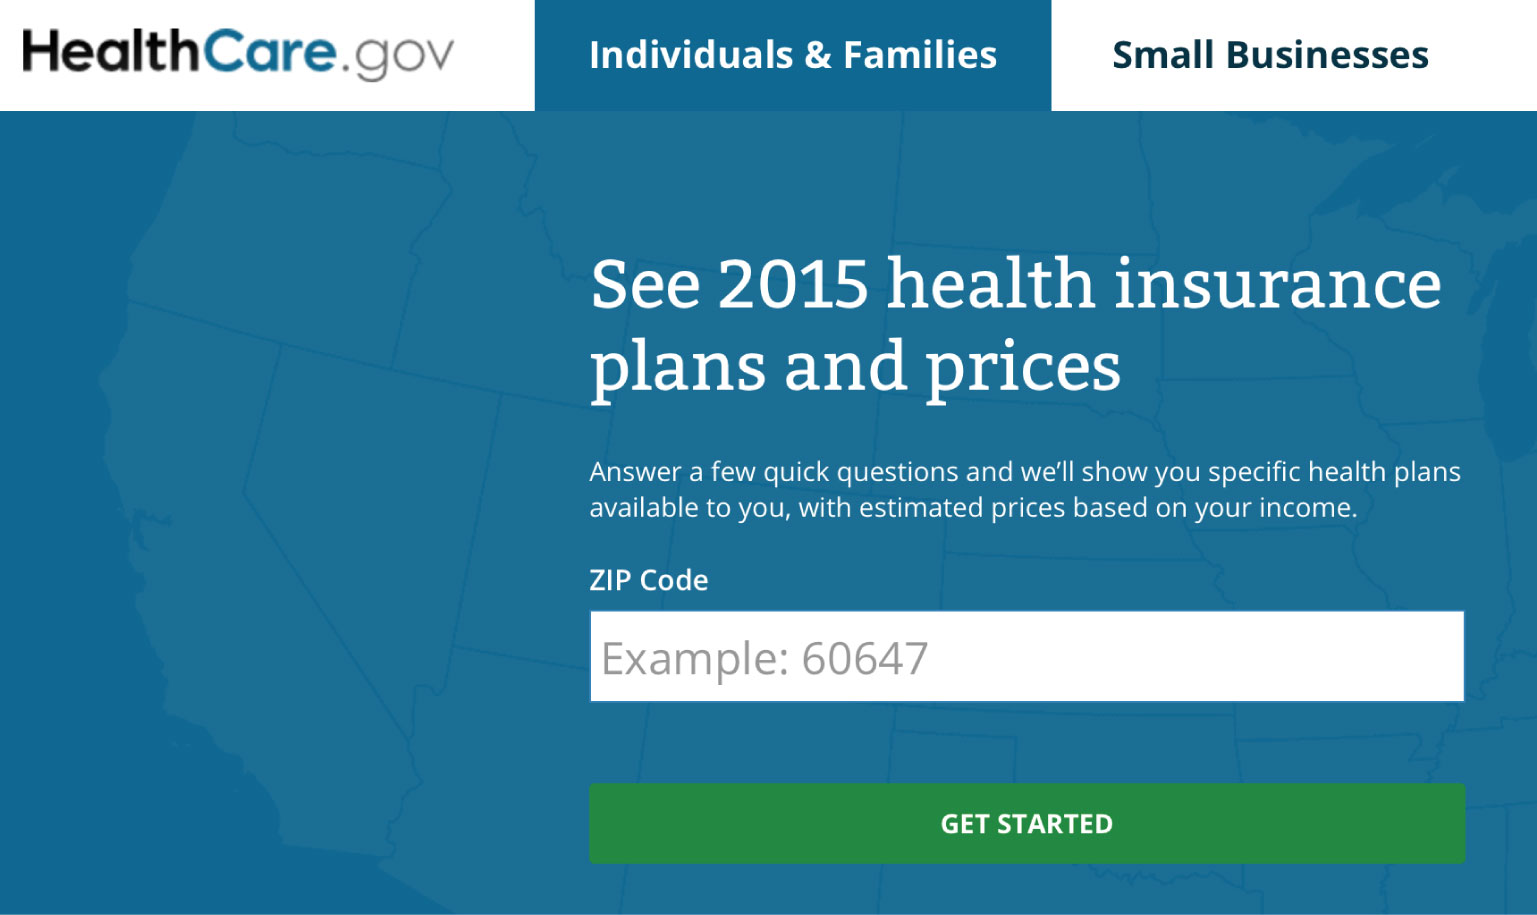 HealthCare.gov
Individuals & Families
Small Businesses
See 2015 health insurance
plans and prices
Answer a few quick questions and we’ll show you specific health plans
available to you, with estimated prices based on your income.
ZIP Code
Example: 60647
GET STARTED